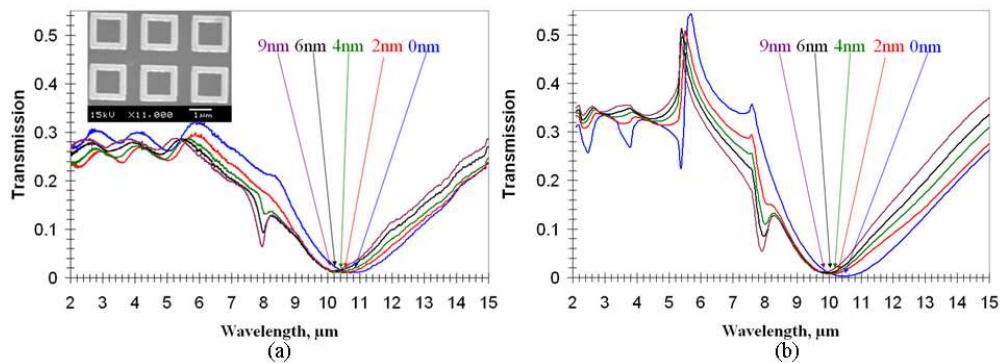 0.5
0.4
0.3
0.2
0.1
0
Transmission
15kV X11,000 1µm
9nm 6nm 4nm 2nm 0nm
2 3 4 5 6 7 8 9 10 11 12 13 14 15
Wavelength, µm
(a)
0.5
0.4
0.3
0.2
0.1
0
Transmission
9nm 6nm 4nm 2nm 0nm
2 3 4 5 6 7 8 9 10 11 12 13 14 15
Wavelength, µm
(b)